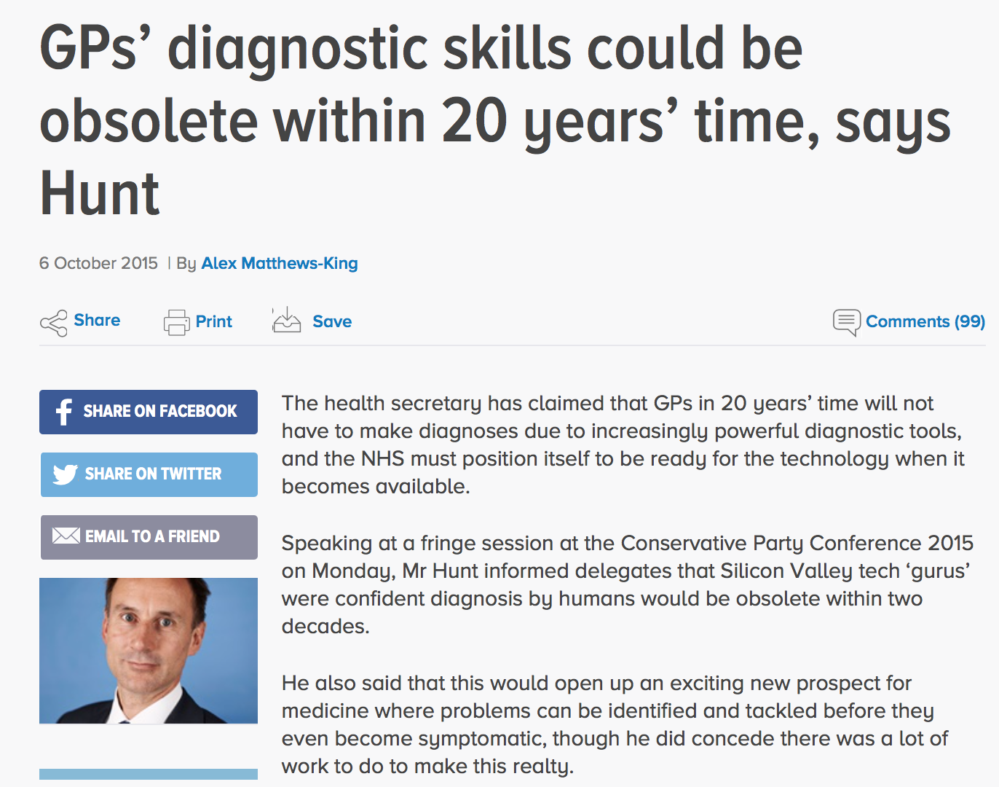 GPs’ diagnostic skills could be
obsolete within 20 years’ time, says
Hunt
6 October 2015 | By Alex Matthews-King
Share Print Save Comments (99)
SHARE ON FACEBOOK
SHARE ON TWITTER
EMAIL TO A FRIEND
The health secretary has claimed that GPs in 20 years’ time will not
have to make diagnoses due to increasingly powerful diagnostic tools,
and the NHS must position itself to be ready for the technology when it
becomes available.
Speaking at a fringe session at the Conservative Party Conference 2015
on Monday, Mr Hunt informed delegates that Silicon Valley tech ‘gurus’
were confident diagnosis by humans would be obsolete within two
decades.
He also said that this would open up an exciting new prospect for
medicine where problems can be identified and tackled before they
even become symptomatic, though he did concede there was a lot of
work to do to make this realty.